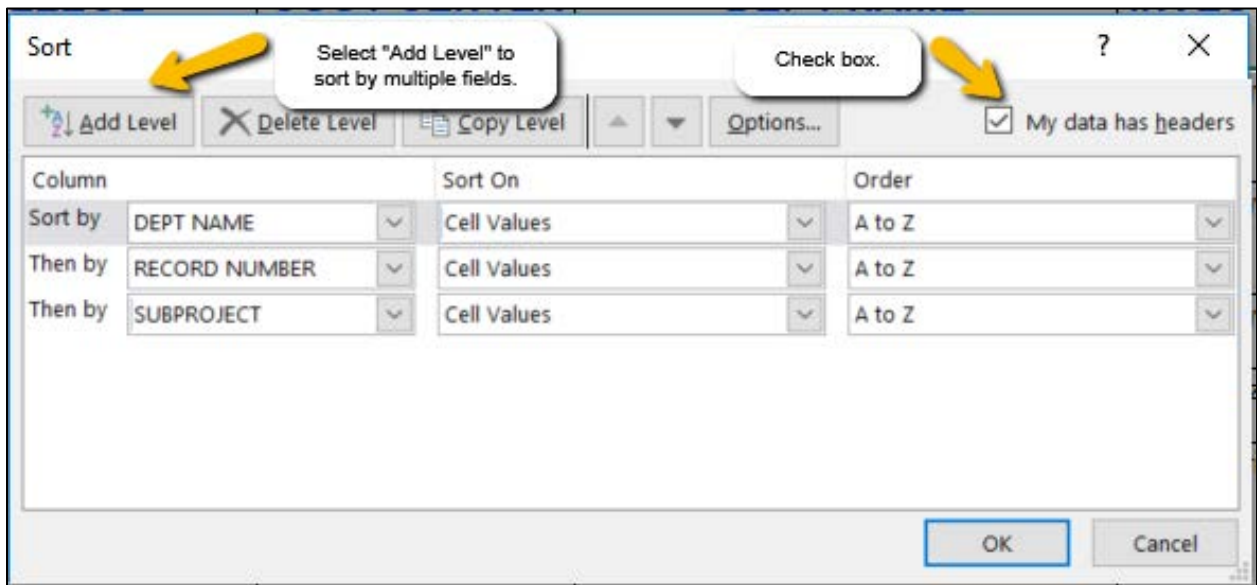 Sort
Select "Add Level" to
sort by multiple fields.
Check box.
?
Add Level
Delete Level
Copy Level
Options...
My data has headers
Column
Sort On
Order
Sort by
DEPT NAME
Cell Values
A to Z
Then by
RECORD NUMBER
Cell Values
A to Z
Then by
SUBPROJECT
Cell Values
A to Z
OK
Cancel